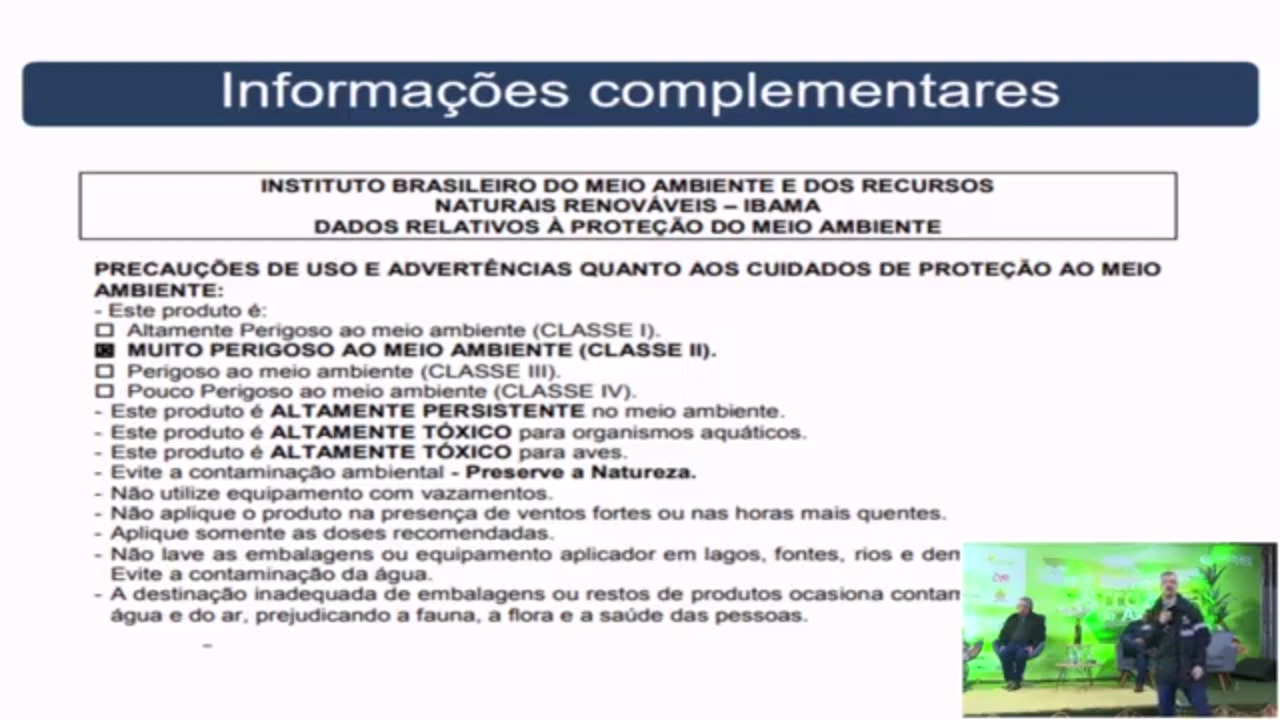 Informações complementares
INSTITUTO BRASILEIRO DO MEIO AMBIENTE E DOS RECURSOS
NATURAIS RENOVÁVEIS – IBAMA
DADOS RELATIVOS À PROTEÇÃO DO MEIO AMBIENTE
PRECAUÇÕES DE USO E ADVERTÊNCIAS QUANTO AOS CUIDADOS DE PROTEÇÃO AO MEIO
AMBIENTE:
- Este produto é:
☐ Altamente Perigoso ao meio ambiente (CLASSE I).
☒ MUITO PERIGOSO AO MEIO AMBIENTE (CLASSE II).
☐ Perigoso ao meio ambiente (CLASSE III).
☐ Pouco Perigoso ao meio ambiente (CLASSE IV).
- Este produto é ALTAMENTE PERSISTENTE no meio ambiente.
- Este produto é ALTAMENTE TÓXICO para organismos aquáticos.
- Este produto é ALTAMENTE TÓXICO para aves.
- Evite a contaminação ambiental - Preserve a Natureza.
- Não utilize equipamento com vazamentos.
- Não aplique o produto na presença de ventos fortes ou nas horas mais quentes.
- Aplique somente as doses recomendadas.
- Não lave as embalagens ou equipamento aplicador em lagos, fontes, rios e dem
Evite a contaminação da água.
- A destinação inadequada de embalagens ou restos de produtos ocasiona contam
água e do ar, prejudicando a fauna, a flora e a saúde das pessoas.
–